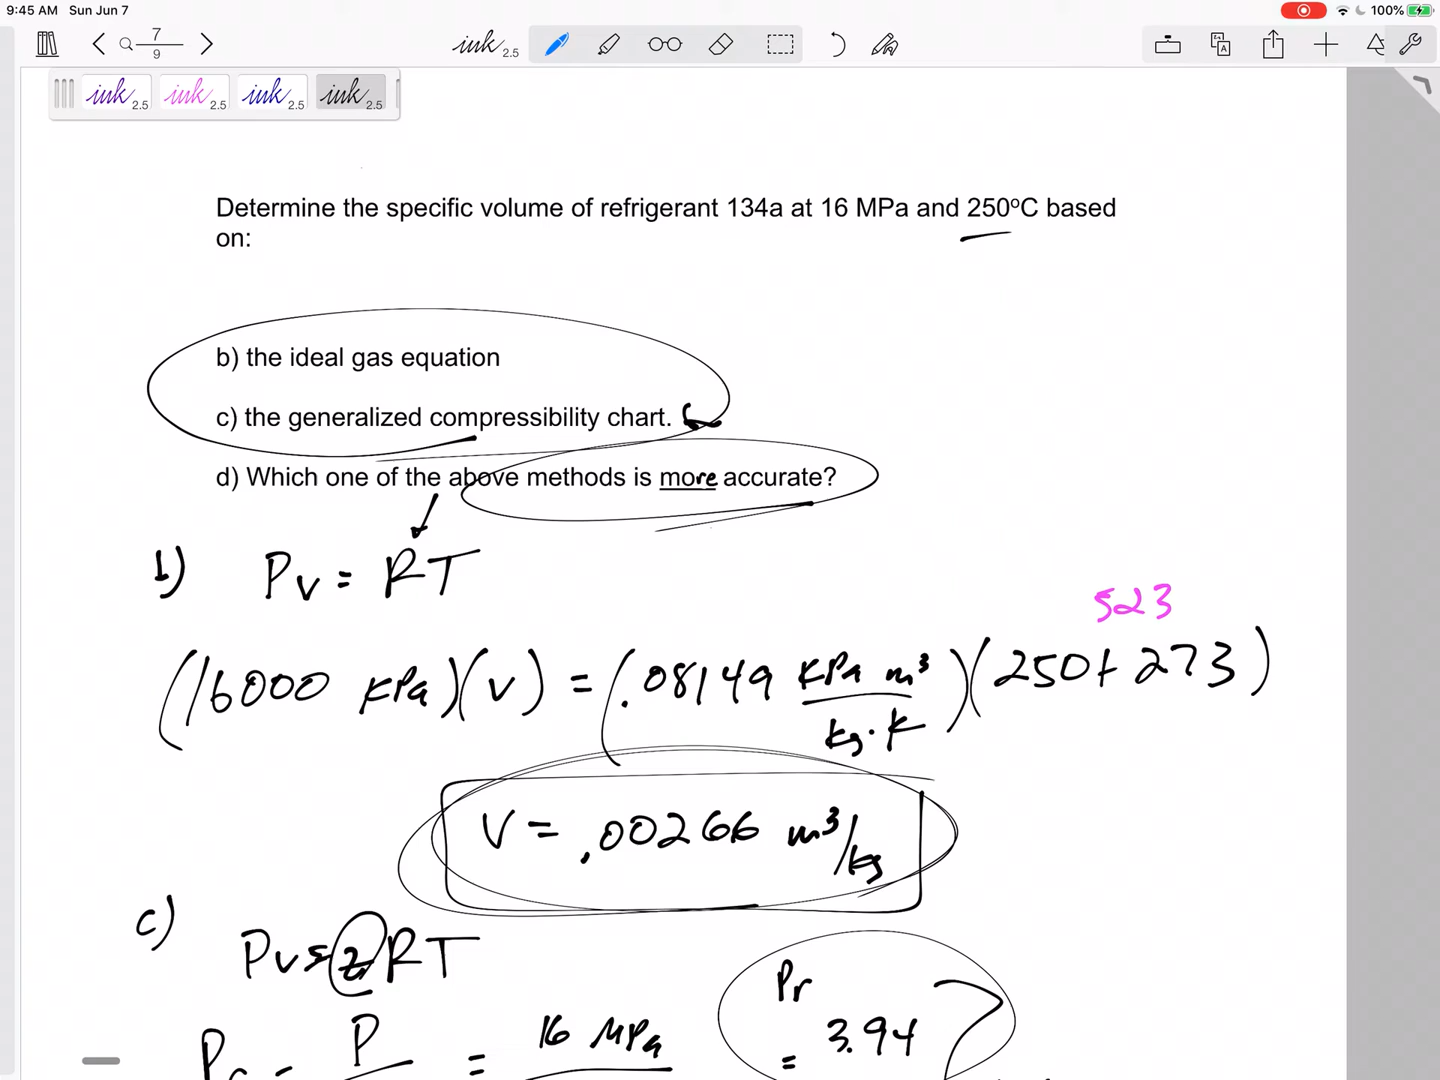 9:45 AM Sun Jun 7
100%
7
9
ink 2.5
ink 2.5 ink 2.5 ink 2.5 ink 2.5
Determine the specific volume of refrigerant 134a at 16 MPa and 250°C based
on:
b) the ideal gas equation
c) the generalized compressibility chart.
d) Which one of the above methods is more accurate?
b) Pv = RT
523
(16000 kPa)(v) = (.08149 kPa m³ / kg·K)(250+273)
v = .00266 m³/kg
c)
Pv = zRT
Pr
= 3.94
P = 16 MPa